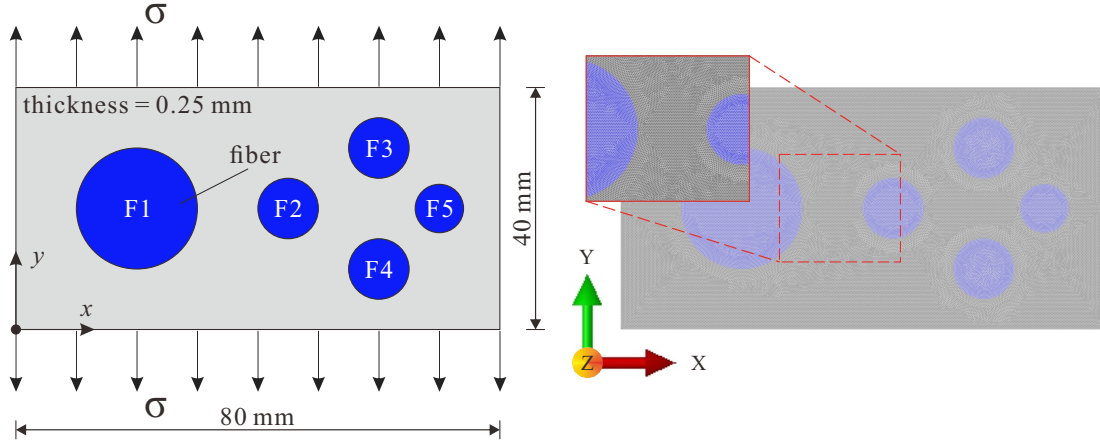 σ
thickness = 0.25 mm
fiber
F1
F2
F3
F4
F5
y
x
40 mm
σ
80 mm
Y
Z
X